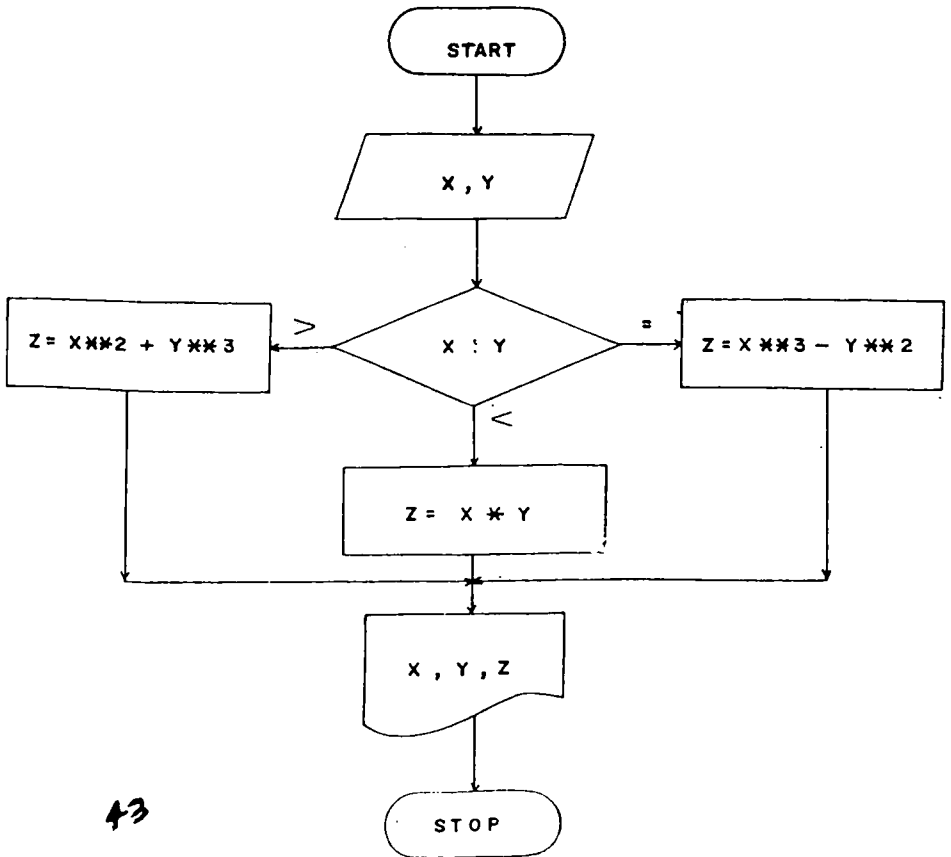 START
X , Y
>
=
Z = X**2 + Y**3
X : Y
Z = X**3 - Y**2
<
Z = X * Y
X , Y , Z
43
STOP